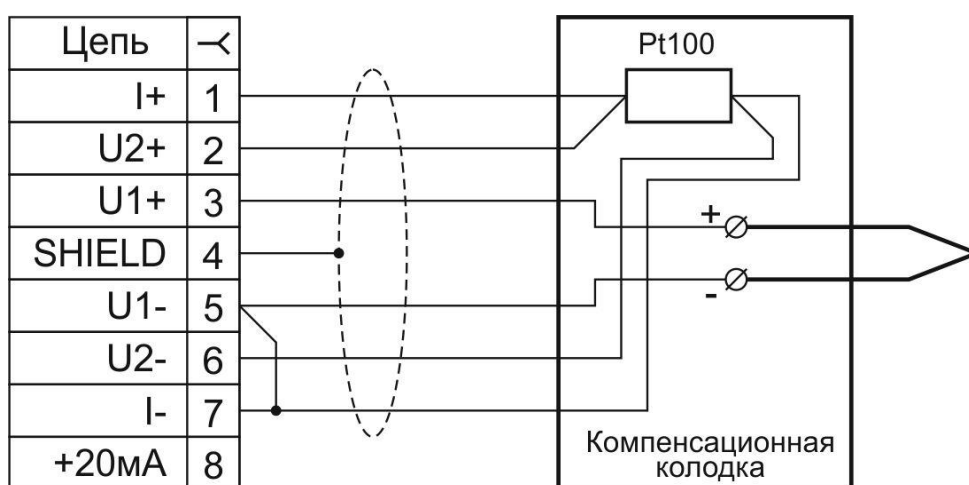 Цепь
I+ 1
U2+ 2
U1+ 3
SHIELD 4
U1- 5
U2- 6
I- 7
+20мА 8
Pt100
+
-
Компенсационная
колодка